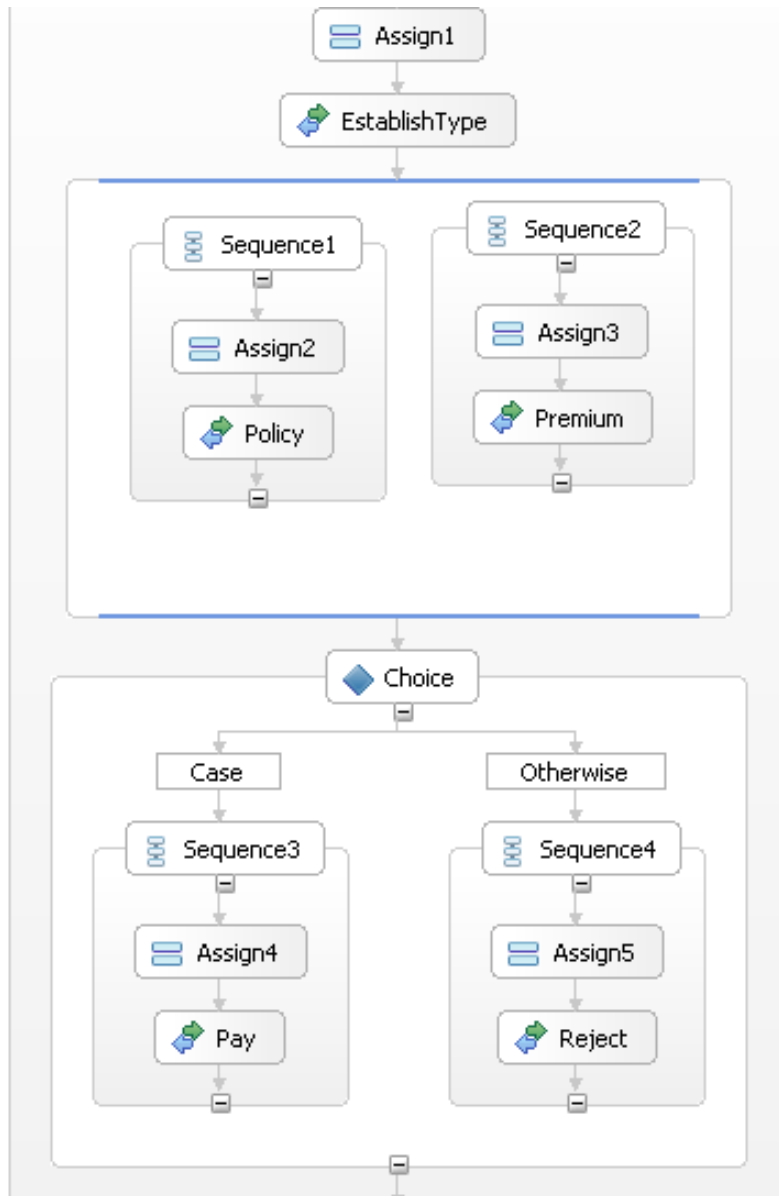 Assign1
EstablishType
Sequence1
Assign2
Policy
Sequence2
Assign3
Premium
Choice
Case
Otherwise
Sequence3
Assign4
Pay
Sequence4
Assign5
Reject